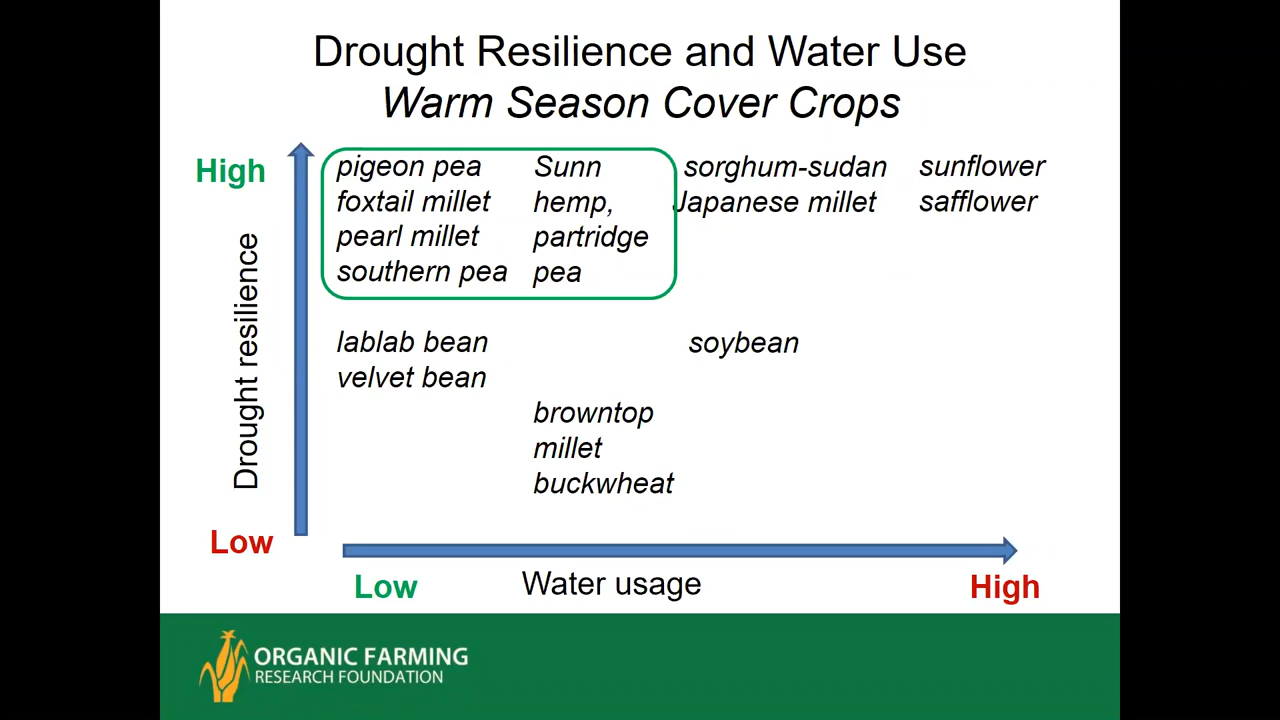 Drought Resilience and Water Use
Warm Season Cover Crops
High
pigeon pea
foxtail millet
pearl millet
southern pea
Sunn
hemp,
partridge
pea
sorghum-sudan
Japanese millet
sunflower
safflower
Drought resilience
lablab bean
velvet bean
soybean
browntop
millet
buckwheat
Low
Low
Water usage
High
ORGANIC FARMING
RESEARCH FOUNDATION